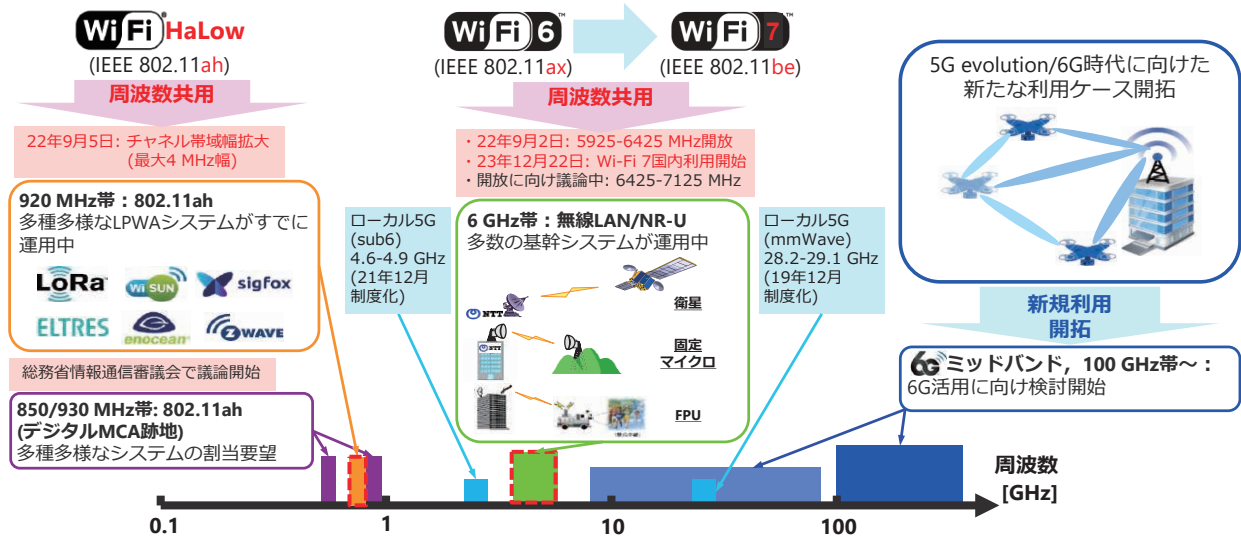 Wi Fi HaLow
(IEEE 802.11ah)
周波数共用
22年9月5日: チャネル帯域幅拡大
(最大4 MHz幅)
920 MHz帯：802.11ah
多種多様なLPWAシステムがすでに
運用中
LoRa
Wi SUN
sigfox
ELTRES
enocean
Z WAVE
総務省情報通信審議会で議論開始
850/930 MHz帯: 802.11ah
(デジタルMCA跡地)
多種多様なシステムの割当要望
Wi Fi 6™
(IEEE 802.11ax)
Wi Fi 7™
(IEEE 802.11be)
周波数共用
・22年9月2日: 5925-6425 MHz開放
・23年12月22日: Wi-Fi 7国内利用開始
・開放に向け議論中: 6425-7125 MHz
ローカル5G
(sub6)
4.6-4.9 GHz
(21年12月
制度化)
6 GHz帯：無線LAN/NR-U
多数の基幹システムが運用中
NTT
衛星
NTT
固定
マイクロ
FPU
ローカル5G
(mmWave)
28.2-29.1 GHz
(19年12月
制度化)
5G evolution/6G時代に向けた
新たな利用ケース開拓
新規利用
開拓
6G ミッドバンド，100 GHz帯～：
6G活用に向け検討開始
周波数
[GHz]
0.1
1
10
100